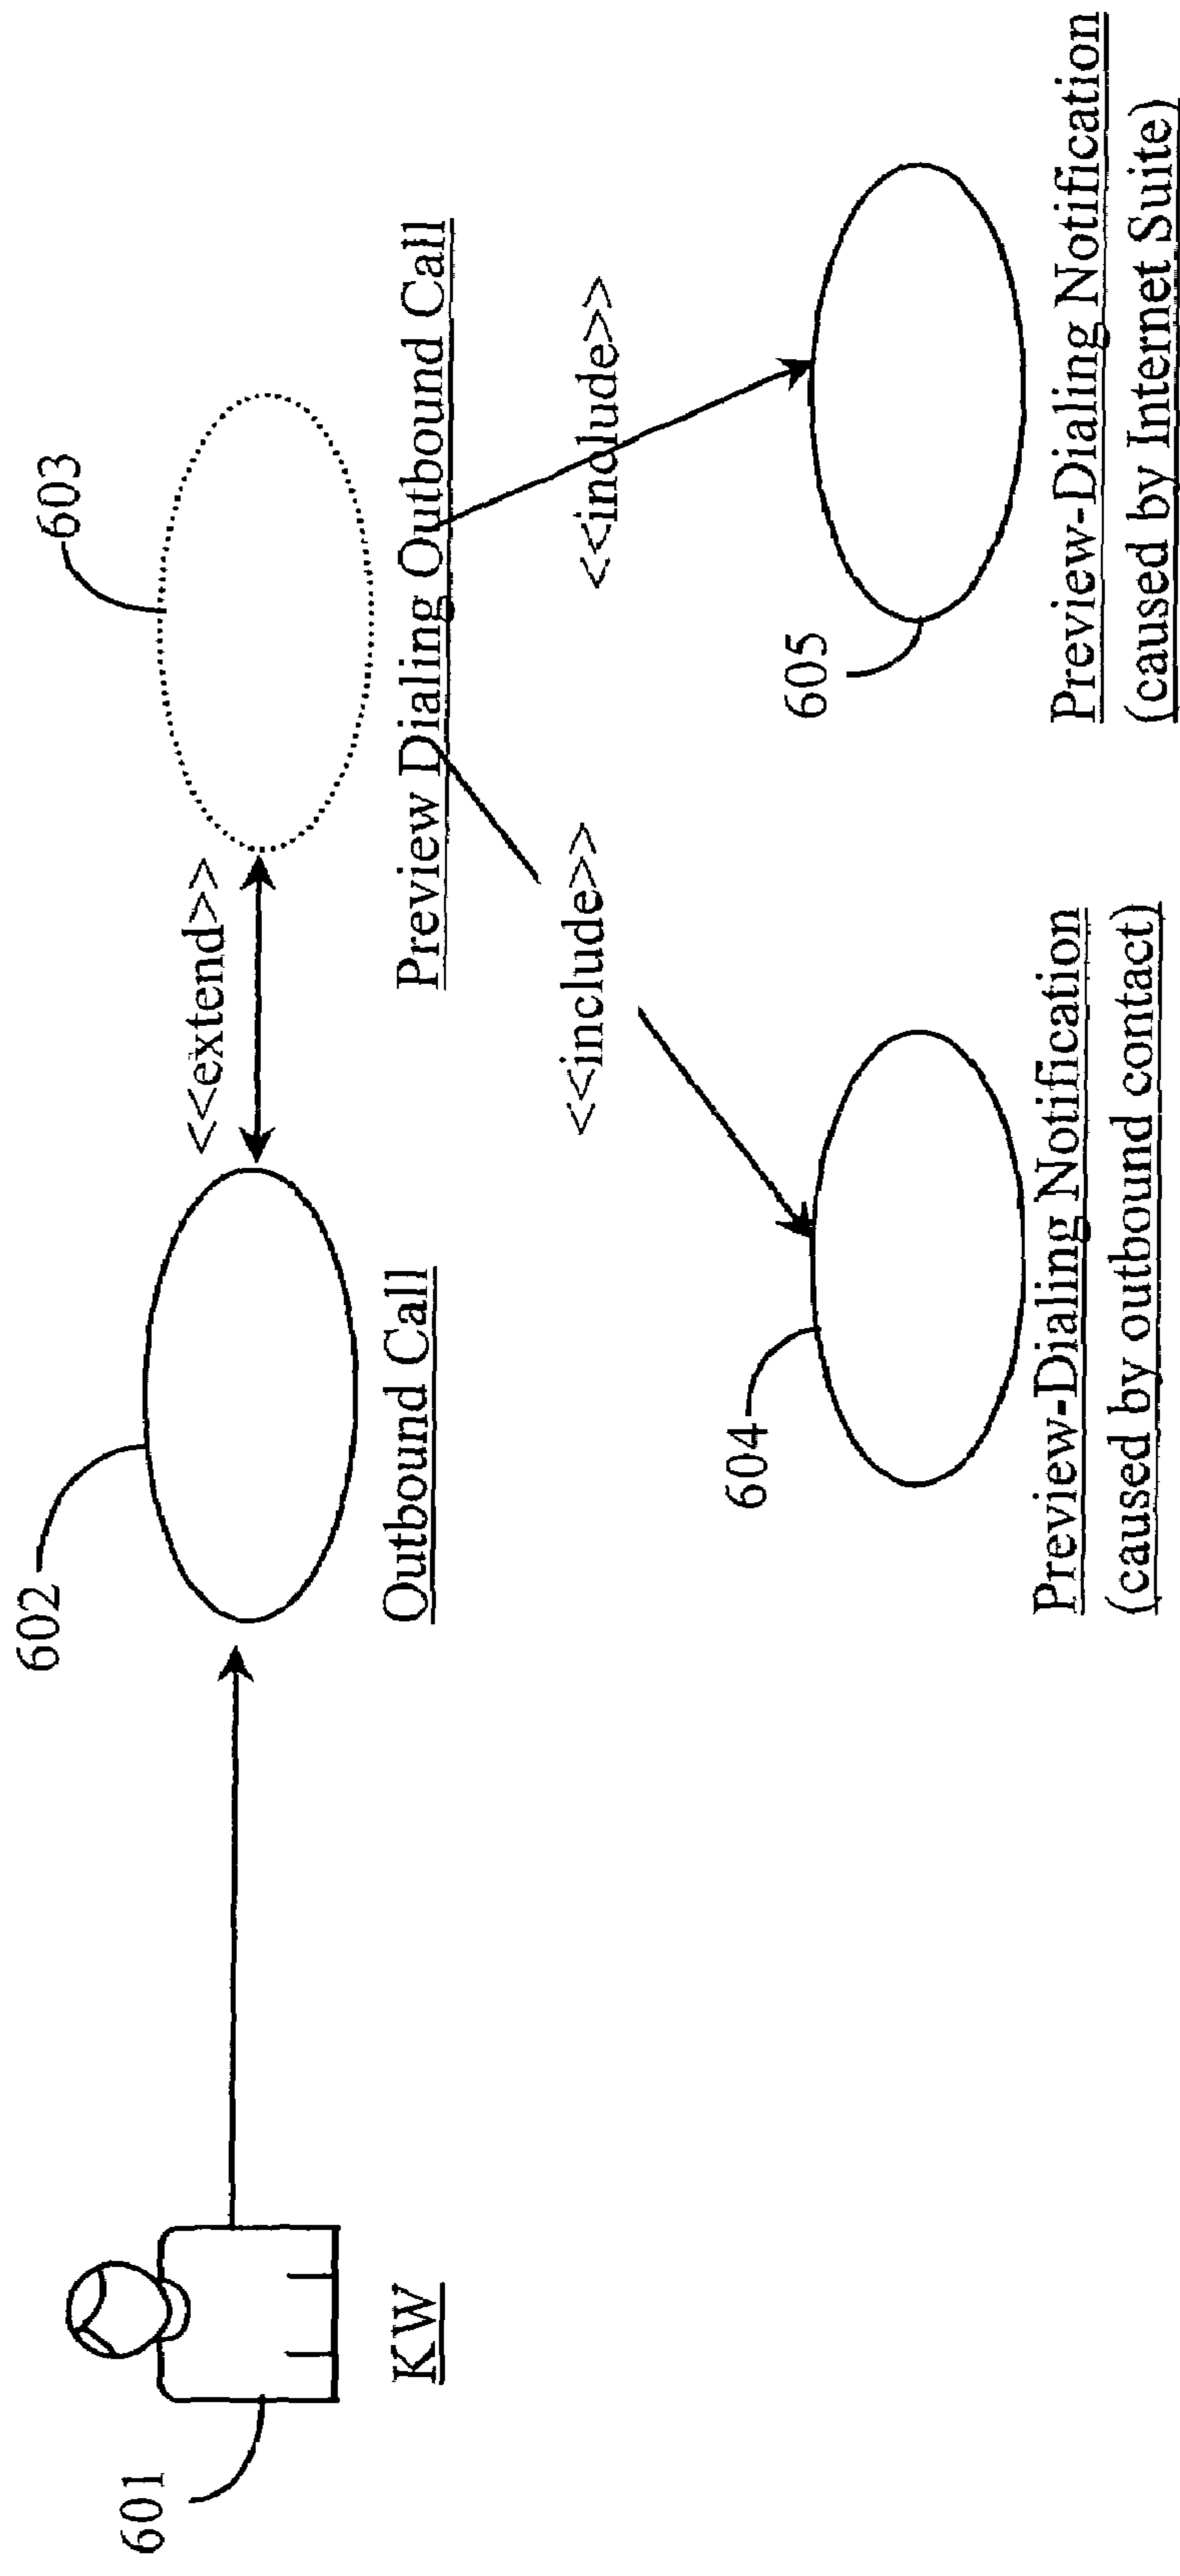 601
KW
602
Outbound Call
<<extend>>
603
Preview Dialing Outbound Call
<<include>>
<<include>>
604
Preview-Dialing Notification
(caused by outbound contact)
605
Preview-Dialing Notification
(caused by Internet Suite)